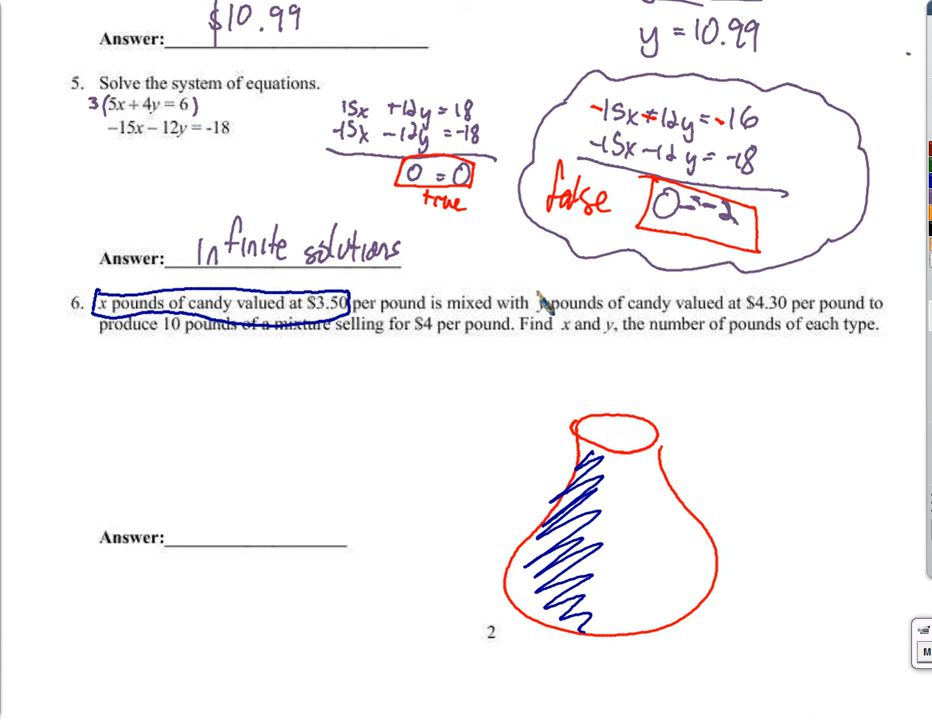 $10.99
y = 10.99
Answer:
5. Solve the system of equations.
3(5x + 4y = 6)
−15x − 12y = -18
15x +12y = 18
-15x −12y = -18
0 = 0
true
-15x + 12y = -16
-15x -12y = -18
false
0 = -2
Answer: Infinite solutions
6. x pounds of candy valued at $3.50 per pound is mixed with pounds of candy valued at $4.30 per pound to
produce 10 pounds of a mixture selling for $4 per pound. Find x and y, the number of pounds of each type.
Answer:
2
M